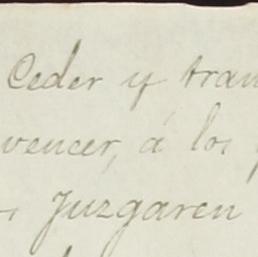 Ceder y tran
vencer, á los
Juzgaren